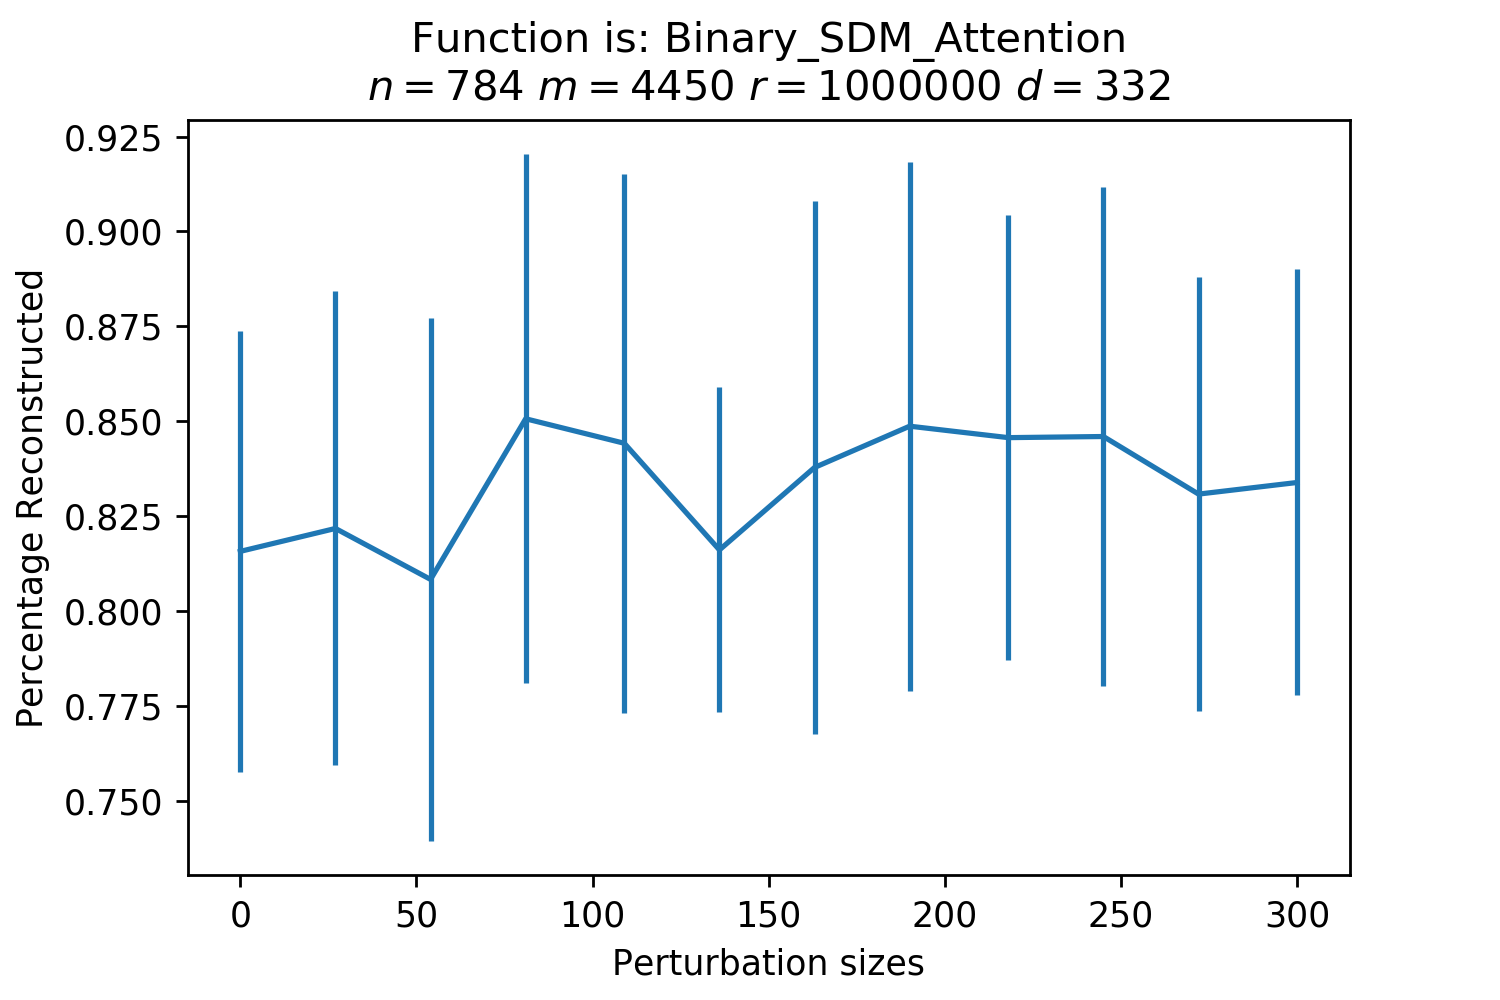 Function is: Binary_SDM_Attention
n = 784 m = 4450 r = 1000000 d = 332
Percentage Reconstructed
0.925
0.900
0.875
0.850
0.825
0.800
0.775
0.750
0 50 100 150 200 250 300
Perturbation sizes